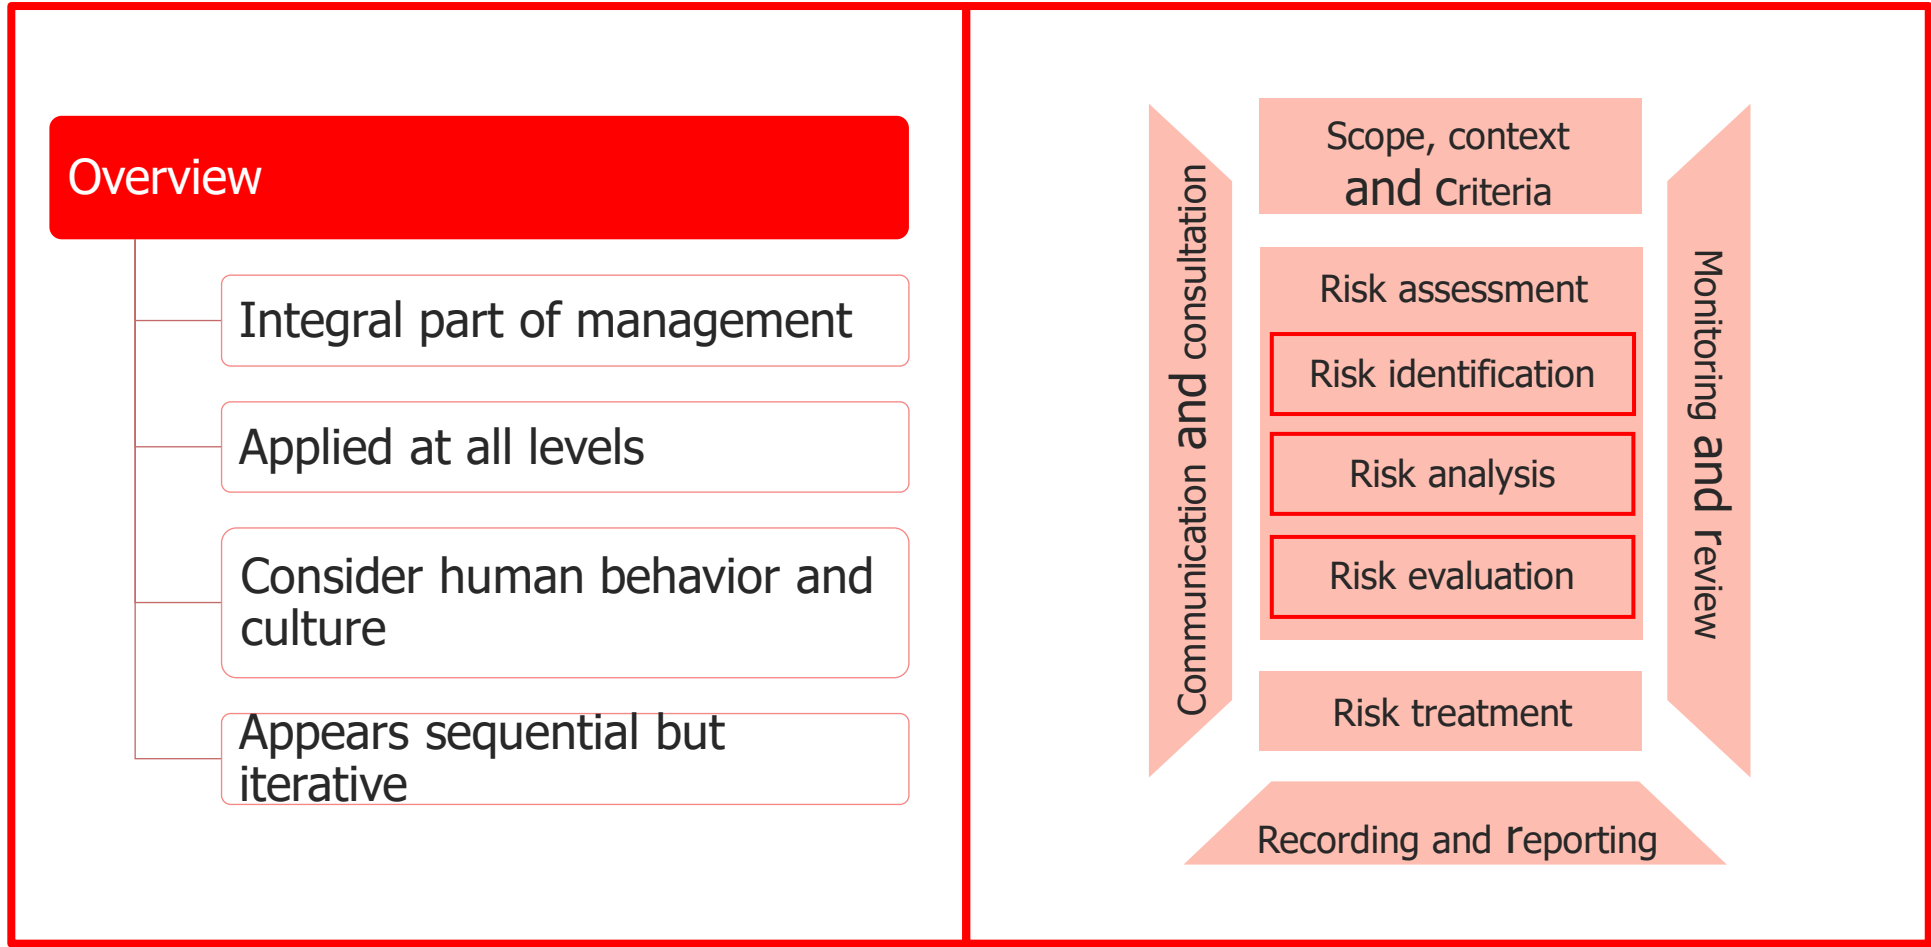 Overview
Integral part of management
Applied at all levels
Consider human behavior and
culture
Appears sequential but
iterative
Communication and consultation
Scope, context
and criteria
Risk assessment
Risk identification
Risk analysis
Risk evaluation
Risk treatment
Monitoring and review
Recording and reporting